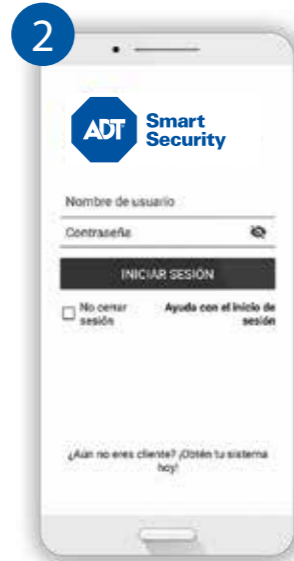 2
ADT
Smart
Security
Nombre de usuario
Contraseña
INICIAR SESIÓN
No cerrar
sesión
Ayuda con el inicio de
sesión
¿Aún no eres cliente? ¡Obtén tu sistema
hoy!